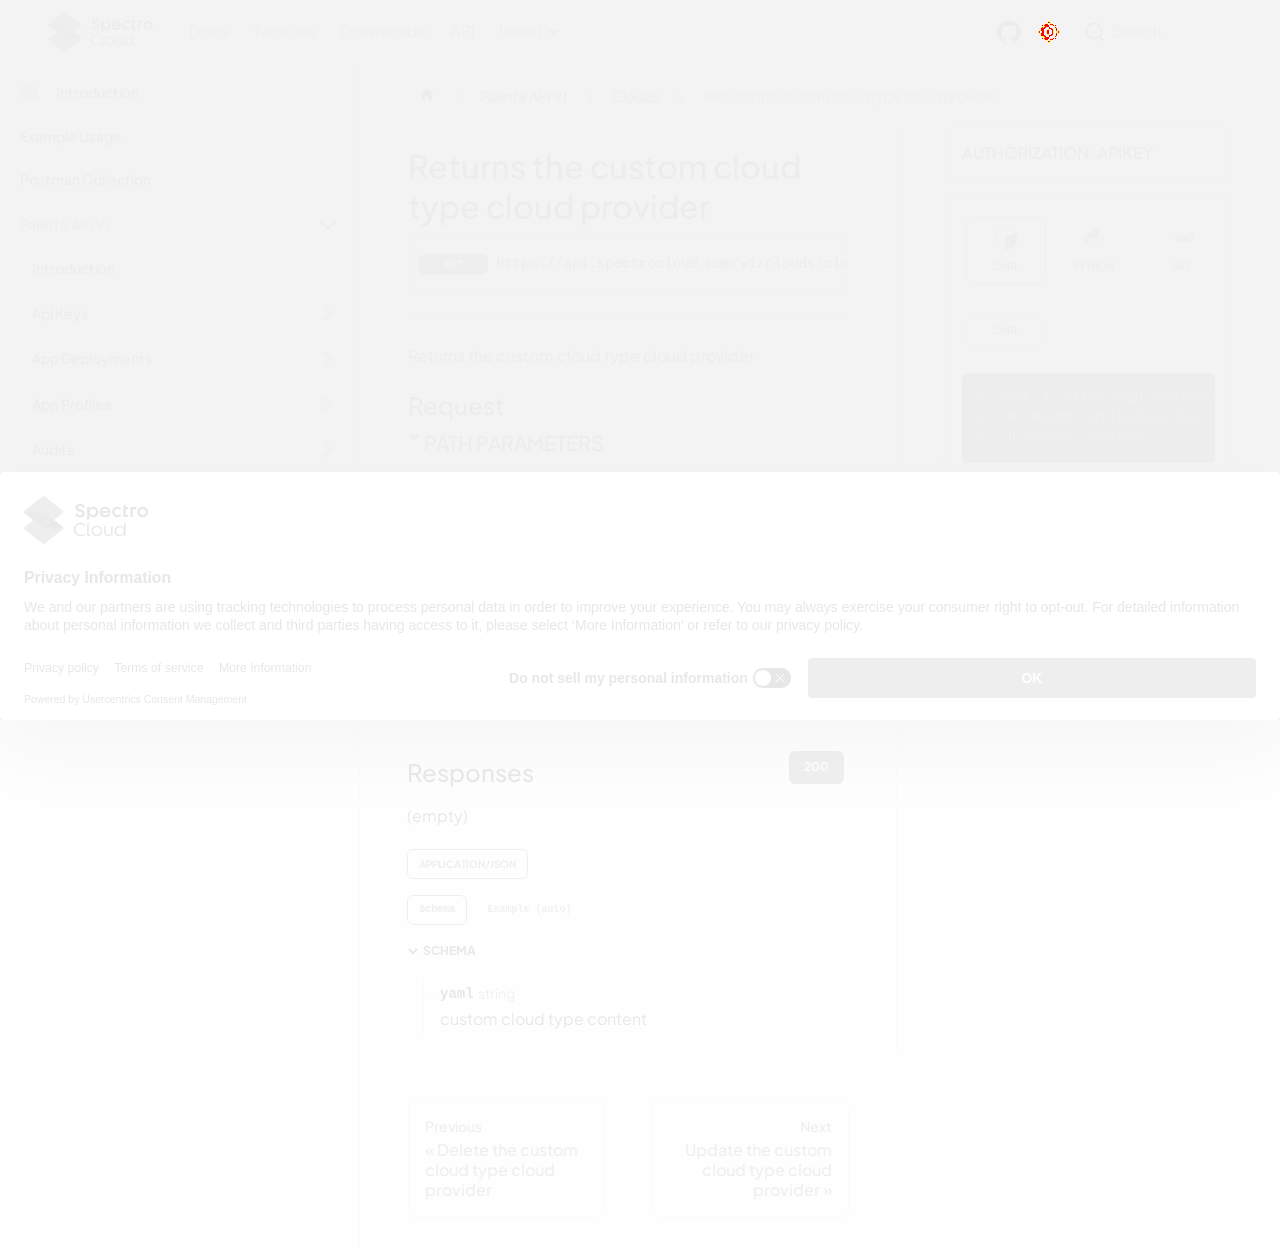 Spectro Cloud
Docs Tutorials Downloads API latest
Search
Introduction
Example Usage
Postman Collection
Palette API V1
Introduction
Api Keys
App Deployments
App Profiles
Audits
Palette API V1 Clouds Returns the custom cloud type cloud provider
Returns the custom cloud
type cloud provider
GET https://api.spectrocloud.com/v1/clouds/clo
Returns the custom cloud type cloud provider
Request
PATH PARAMETERS
AUTHORIZATION: APIKEY
CURL PYTHON GO
CURL
Spectro
Cloud
Privacy Information
We and our partners are using tracking technologies to process personal data in order to improve your experience. You may always exercise your consumer right to opt-out. For detailed information
about personal information we collect and third parties having access to it, please select ‘More Information’ or refer to our privacy policy.
Privacy policy Terms of service More Information
Powered by Usercentrics Consent Management
Do not sell my personal information
OK
Responses
200
(empty)
APPLICATION/JSON
Schema Example (auto)
SCHEMA
yaml string
custom cloud type content
Previous
« Delete the custom
cloud type cloud
provider
Next
Update the custom
cloud type cloud
provider »